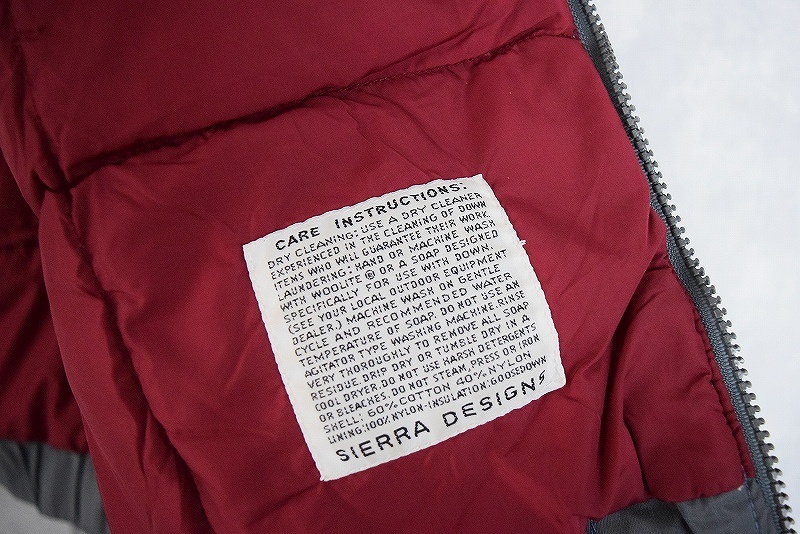 CARE INSTRUCTIONS:
DRY CLEANING: USE A DRY CLEANER
EXPERIENCED IN THE CLEANING OF DOWN
ITEMS WHO WILL GUARANTEE THEIR WORK.
LAUNDERING: HAND OR MACHINE WASH
WITH WOOLITE ® OR A SOAP DESIGNED
SPECIFICALLY FOR USE WITH DOWN.
(SEE YOUR LOCAL OUTDOOR EQUIPMENT
DEALER.) MACHINE WASH ON GENTLE
CYCLE AND RECOMMENDED WATER
TEMPERATURE OF SOAP. DO NOT USE AN
AGITATOR TYPE WASHING MACHINE. RINSE
VERY THOROUGHLY TO REMOVE ALL SOAP
RESIDUE. DRIP DRY OR TUMBLE DRY IN A
COOL DRYER. DO NOT USE HARSH DETERGENTS
OR BLEACHES. DO NOT STEAM, PRESS OR IRON
SHELL: 60% COTTON 40% NYLON
LINING: 100% NYLON-INSULATION: GOOSEDOWN
SIERRA DESIGNS